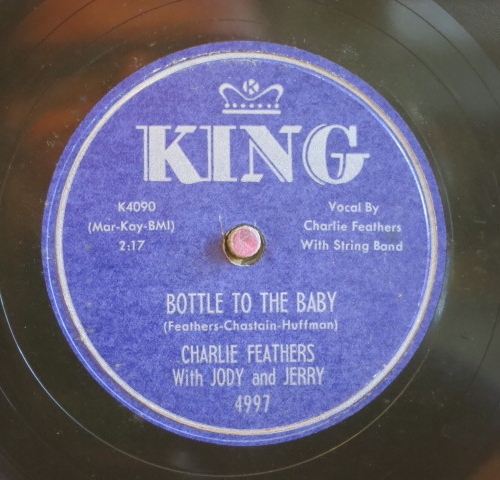 K
KING
K4090
(Mar-Kay-BMI)
2:17
Vocal By
Charlie Feathers
With String Band
BOTTLE TO THE BABY
(Feathers-Chastain-Huffman)
CHARLIE FEATHERS
With JODY and JERRY
4997